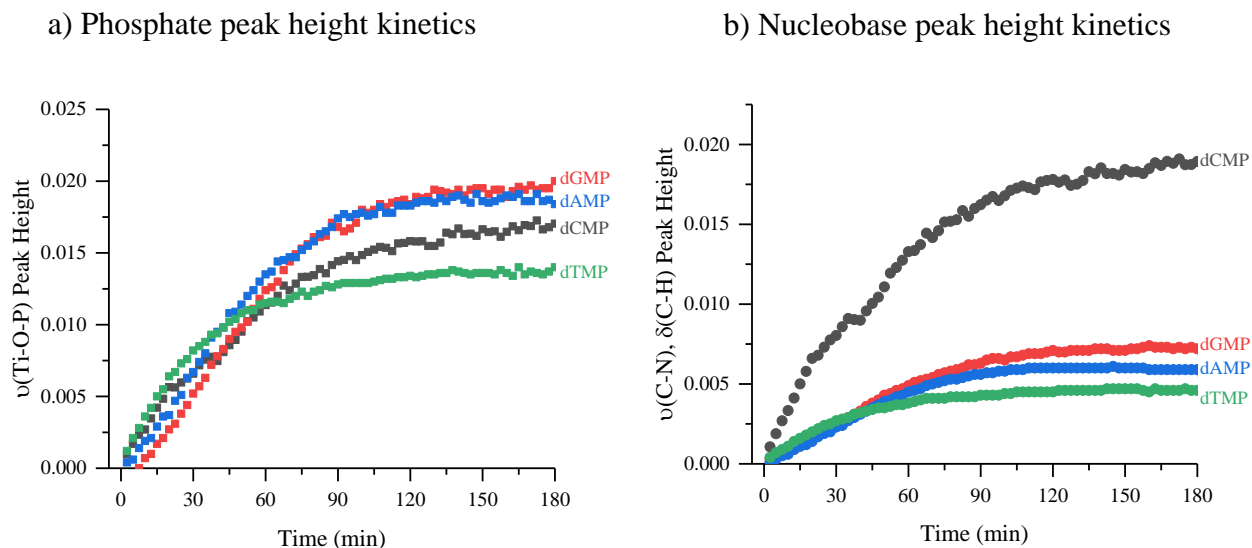 a) Phosphate peak height kinetics
b) Nucleobase peak height kinetics
υ(Ti-O-P) Peak Height
0.025
0.020
0.015
0.010
0.005
0.000
dGMP
dAMP
dCMP
dTMP
0
30
60
90
120
150
180
Time (min)
υ(C-N), δ(C-H) Peak Height
0.020
0.015
0.010
0.005
0.000
dCMP
dGMP
dAMP
dTMP
0
30
60
90
120
150
180
Time (min)